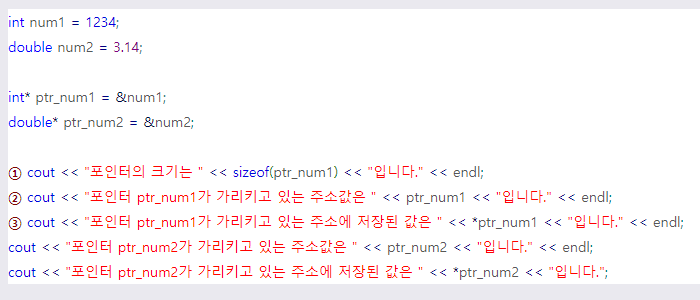 int num1 = 1234;
double num2 = 3.14;
int* ptr_num1 = &num1;
double* ptr_num2 = &num2;
① cout << "포인터의 크기는 " << sizeof(ptr_num1) << "입니다." << endl;
② cout << "포인터 ptr_num1가 가리키고 있는 주소값은 " << ptr_num1 << "입니다." << endl;
③ cout << "포인터 ptr_num1가 가리키고 있는 주소에 저장된 값은 " << *ptr_num1 << "입니다." << endl;
cout << "포인터 ptr_num2가 가리키고 있는 주소값은 " << ptr_num2 << "입니다." << endl;
cout << "포인터 ptr_num2가 가리키고 있는 주소에 저장된 값은 " << *ptr_num2 << "입니다.";